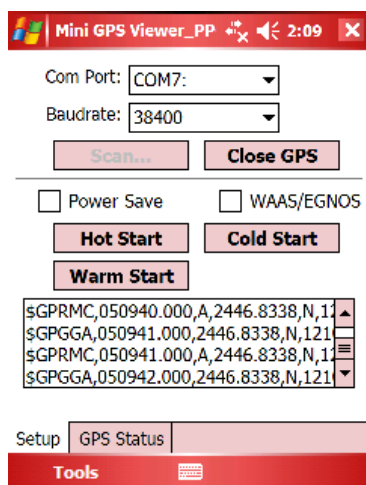 Mini GPS Viewer_PP 2:09
Com Port: COM7:
Baudrate: 38400
Scan... Close GPS
Power Save WAAS/EGNOS
Hot Start Cold Start
Warm Start
$GPRMC,050940.000,A,2446.8338,N,12
$GPGGA,050941.000,2446.8338,N,121
$GPRMC,050941.000,A,2446.8338,N,12
$GPGGA,050942.000,2446.8338,N,121
Setup GPS Status
Tools